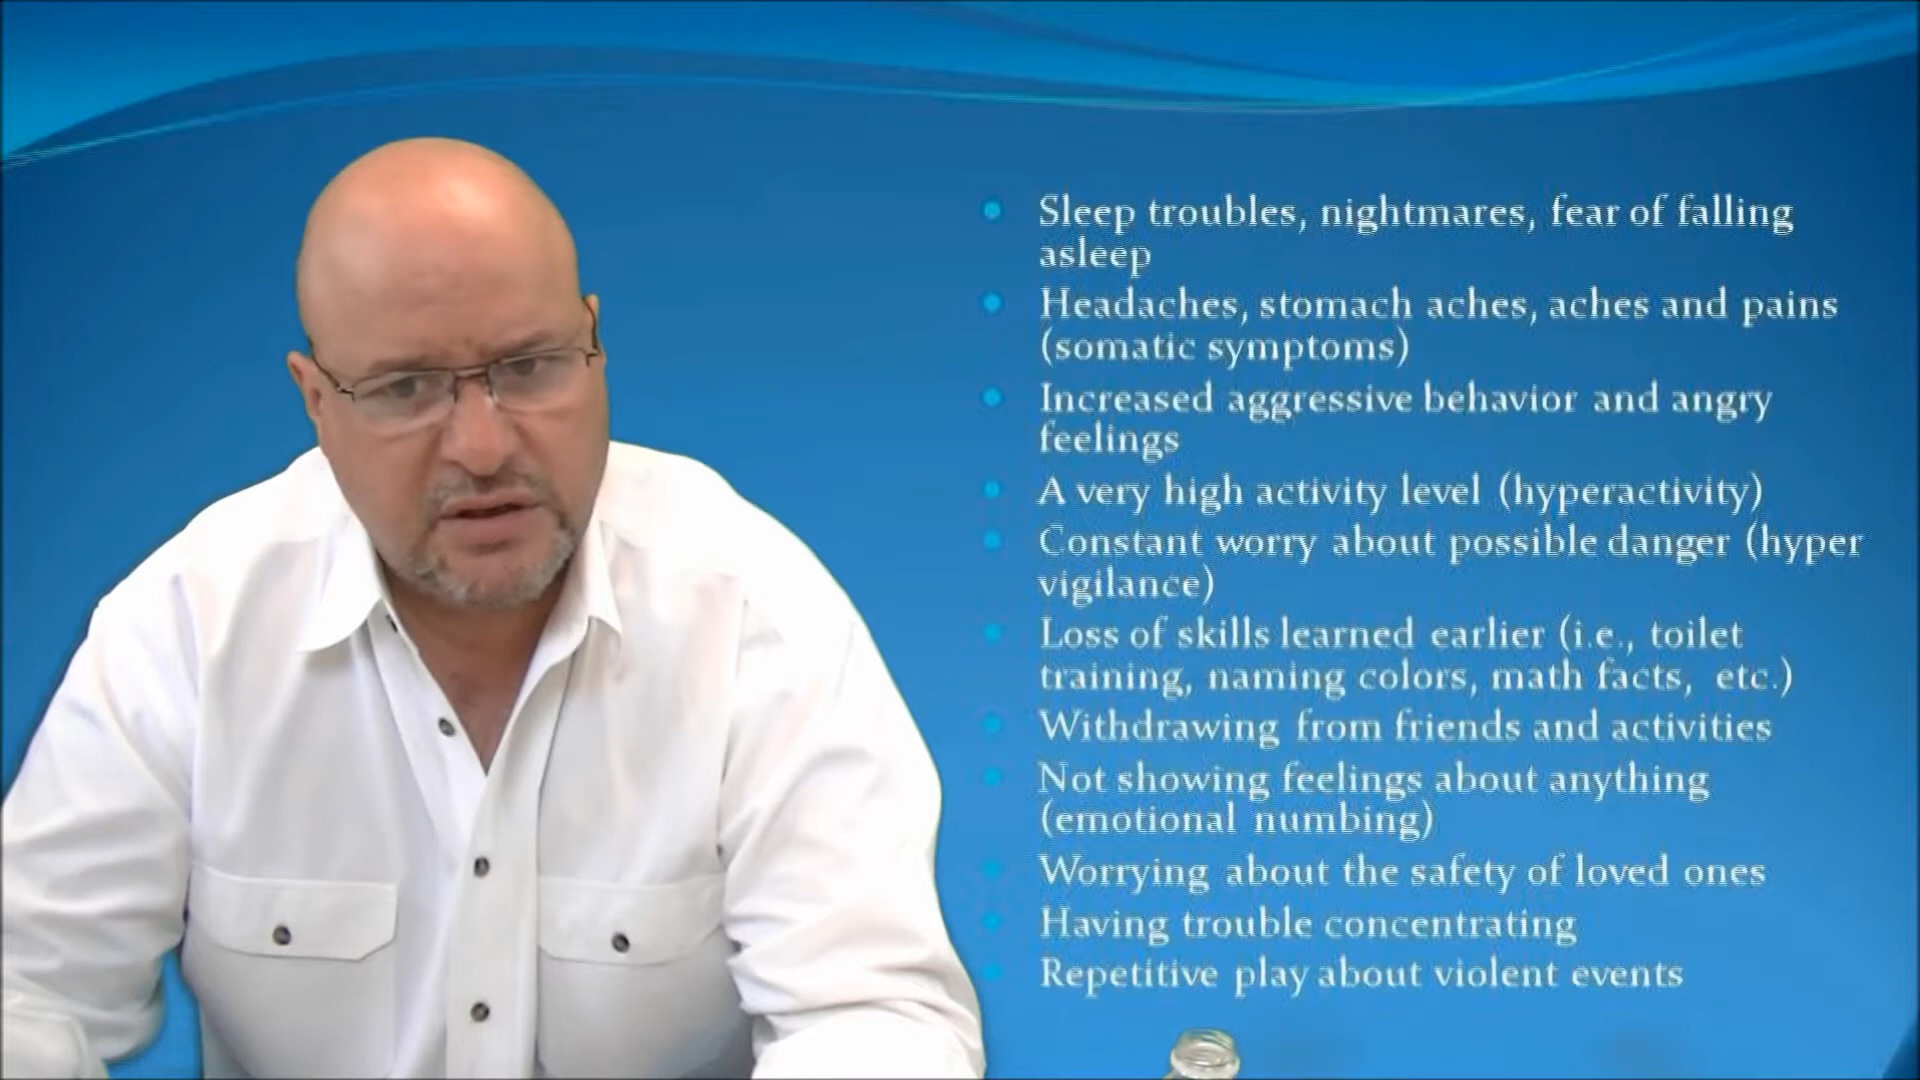 Sleep troubles, nightmares, fear of falling
asleep
Headaches, stomach aches, aches and pains
(somatic symptoms)
Increased aggressive behavior and angry
feelings
A very high activity level (hyperactivity)
Constant worry about possible danger (hyper
vigilance)
Loss of skills learned earlier (i.e., toilet
training, naming colors, math facts, etc.)
Withdrawing from friends and activities
Not showing feelings about anything
(emotional numbing)
Worrying about the safety of loved ones
Having trouble concentrating
Repetitive play about violent events